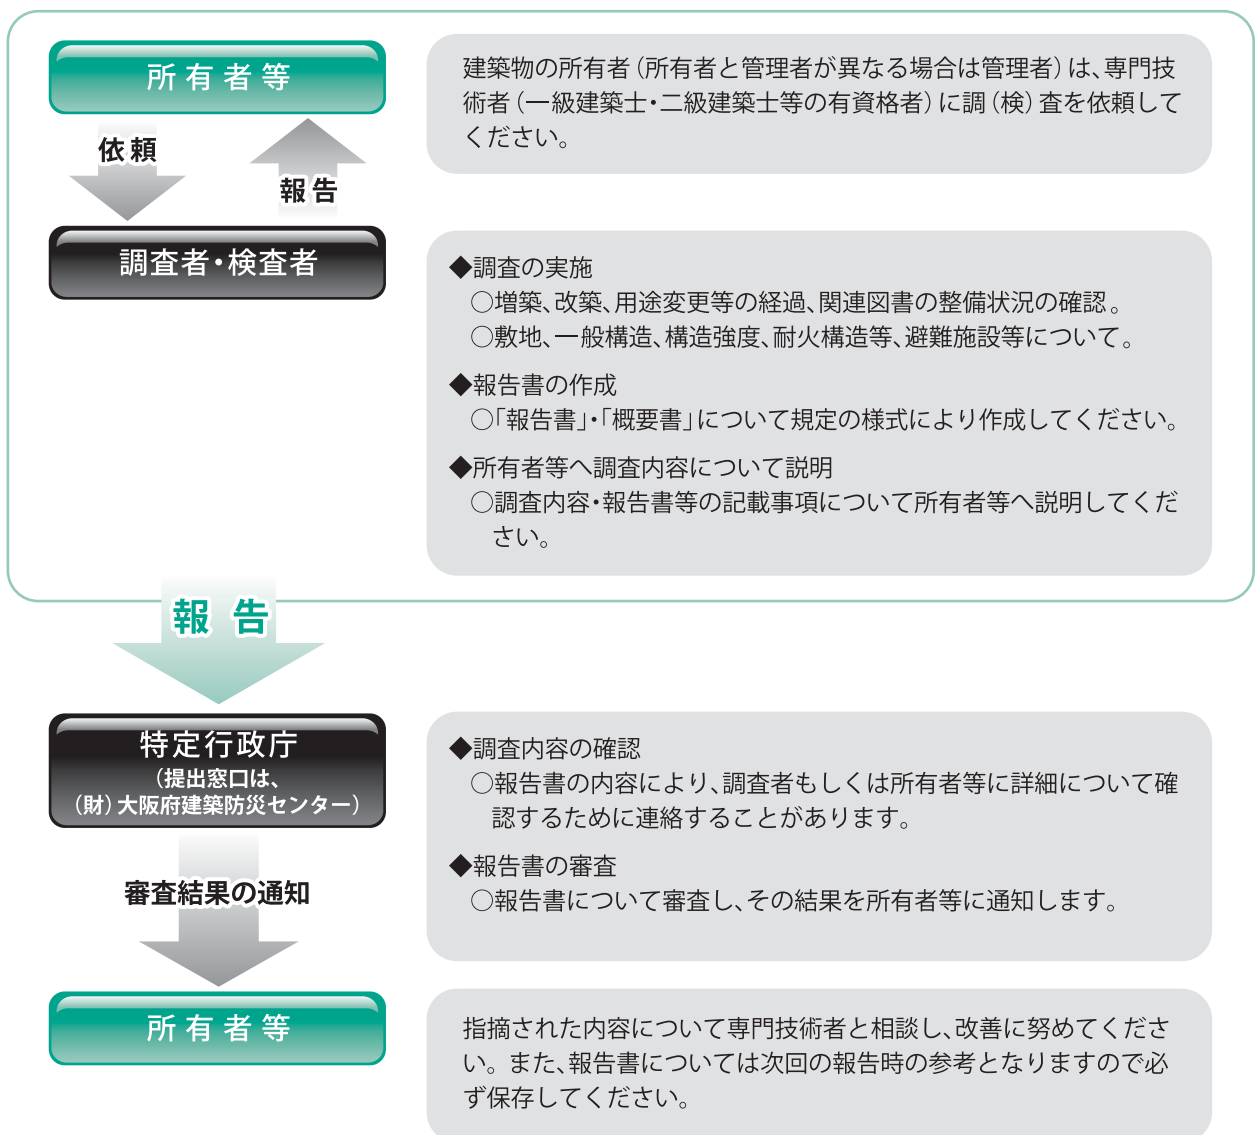 所有者等
建築物の所有者（所有者と管理者が異なる場合は管理者）は、専門技
術者（一級建築士・二級建築士等の有資格者）に調（検）査を依頼して
ください。
依頼
報告
調査者・検査者
◆調査の実施
○増築、改築、用途変更等の経過、関連図書の整備状況の確認。
○敷地、一般構造、構造強度、耐火構造等、避難施設等について。
◆報告書の作成
○「報告書」・「概要書」について規定の様式により作成してください。
◆所有者等へ調査内容について説明
○調査内容・報告書等の記載事項について所有者等へ説明してくだ
さい。
報告
特定行政庁
（提出窓口は、
（財）大阪府建築防災センター）
◆調査内容の確認
○報告書の内容により、調査者もしくは所有者等に詳細について確
認するために連絡することがあります。
◆報告書の審査
○報告書について審査し、その結果を所有者等に通知します。
審査結果の通知
所有者等
指摘された内容について専門技術者と相談し、改善に努めてくださ
い。また、報告書については次回の報告時の参考となりますので必
ず保存してください。